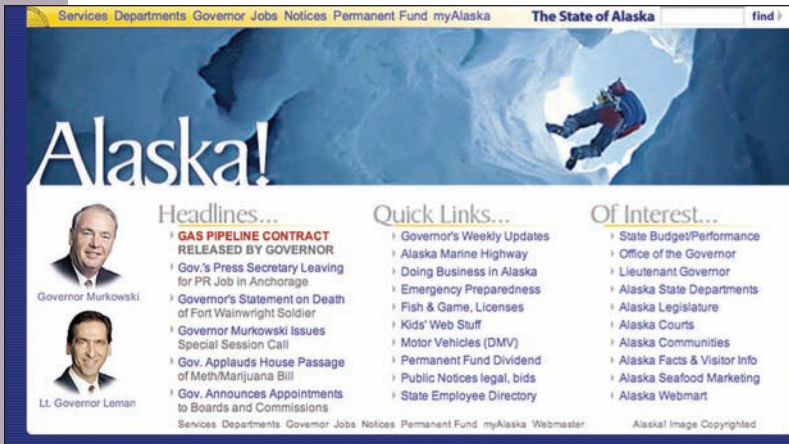 Services Departments Governor Jobs Notices Permanent Fund myAlaska The State of Alaska find
Alaska!
Governor Murkowski
Lt. Governor Leman
Headlines...
GAS PIPELINE CONTRACT
RELEASED BY GOVERNOR
Gov.'s Press Secretary Leaving
for PR Job in Anchorage
Governor's Statement on Death
of Fort Wainwright Soldier
Governor Murkowski Issues
Special Session Call
Gov. Applauds House Passage
of Meth/Marijuana Bill
Gov. Announces Appointments
to Boards and Commissions
Quick Links...
Governor's Weekly Updates
Alaska Marine Highway
Doing Business in Alaska
Emergency Preparedness
Fish & Game, Licenses
Kids' Web Stuff
Motor Vehicles (DMV)
Permanent Fund Dividend
Public Notices legal, bids
State Employee Directory
Of Interest...
State Budget/Performance
Office of the Governor
Lieutenant Governor
Alaska State Departments
Alaska Legislature
Alaska Courts
Alaska Communities
Alaska Facts & Visitor Info
Alaska Seafood Marketing
Alaska Webmart
Services Departments Governor Jobs Notices Permanent Fund myAlaska Webmaster Alaska! Image Copyrighted